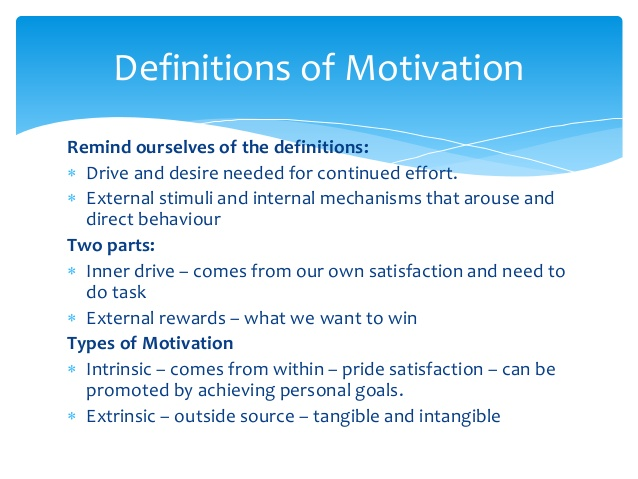 Definitions of Motivation
Remind ourselves of the definitions:
* Drive and desire needed for continued effort.
* External stimuli and internal mechanisms that arouse and
direct behaviour
Two parts:
* Inner drive – comes from our own satisfaction and need to
do task
* External rewards – what we want to win
Types of Motivation
* Intrinsic – comes from within – pride satisfaction – can be
promoted by achieving personal goals.
* Extrinsic – outside source – tangible and intangible